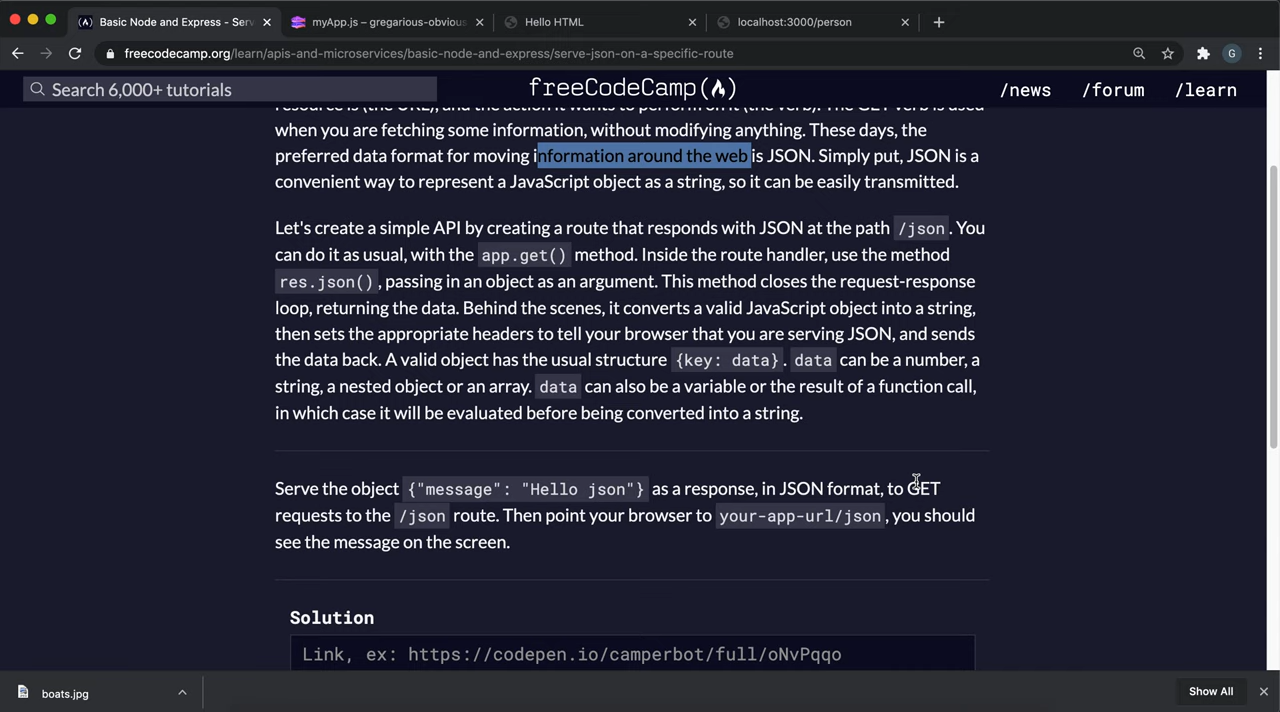 Basic Node and Express - Serv
myApp.js – gregarious-obvious
Hello HTML
localhost:3000/person
freecodecamp.org/learn/apis-and-microservices/basic-node-and-express/serve-json-on-a-specific-route
G
Search 6,000+ tutorials
freeCodeCamp
/news
/forum
/learn
resource is (the URL), and the action it wants to perform on it (the verb). The GET verb is used
when you are fetching some information, without modifying anything. These days, the
preferred data format for moving information around the web is JSON. Simply put, JSON is a
convenient way to represent a JavaScript object as a string, so it can be easily transmitted.
Let's create a simple API by creating a route that responds with JSON at the path /json. You
can do it as usual, with the app.get() method. Inside the route handler, use the method
res.json(), passing in an object as an argument. This method closes the request-response
loop, returning the data. Behind the scenes, it converts a valid JavaScript object into a string,
then sets the appropriate headers to tell your browser that you are serving JSON, and sends
the data back. A valid object has the usual structure {key: data}. data can be a number, a
string, a nested object or an array. data can also be a variable or the result of a function call,
in which case it will be evaluated before being converted into a string.
Serve the object {"message": "Hello json"} as a response, in JSON format, to GET
requests to the /json route. Then point your browser to your-app-url/json, you should
see the message on the screen.
Solution
Link, ex: https://codepen.io/camperbot/full/oNvPqqo
boats.jpg
Show All